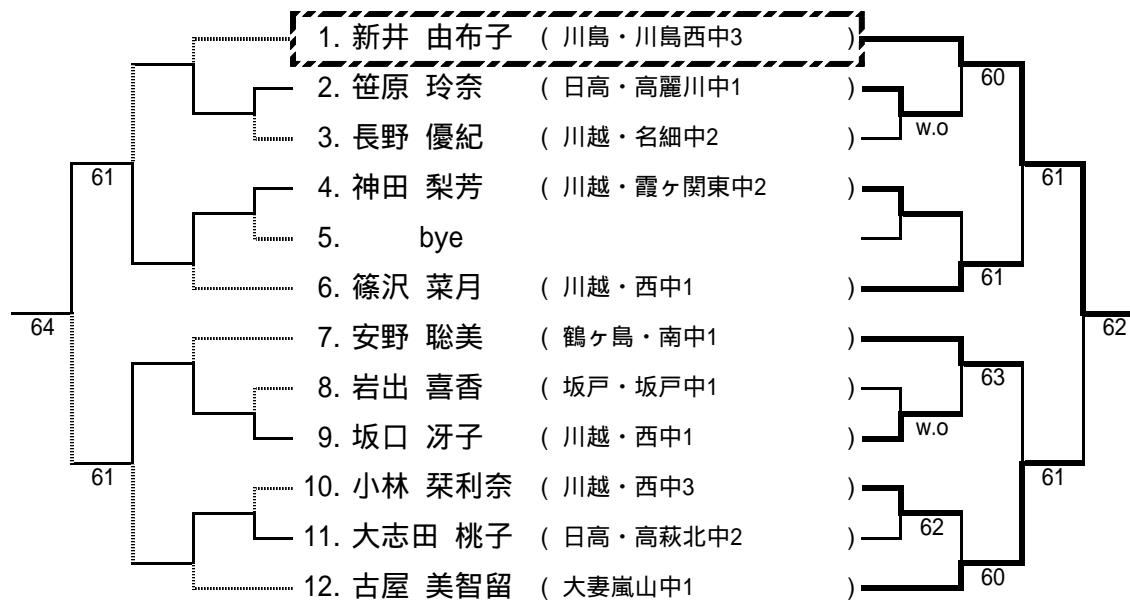 1. 新井 由布子 ( 川島・川島西中3 )
60
2. 笹原 玲奈 ( 日高・高麗川中1 )
w.o
3. 長野 優紀 ( 川越・名細中2 )
61 4. 神田 梨芳 ( 川越・霞ヶ関東中2 ) 61
5. bye
61
6. 篠沢 菜月 ( 川越・西中1 )
64 62
7. 安野 聡美 ( 鶴ヶ島・南中1 )
63
8. 岩出 喜香 ( 坂戸・坂戸中1 )
w.o
9. 坂口 冴子 ( 川越・西中1 )
61 61
10. 小林 栞利奈 ( 川越・西中3 )
62
11. 大志田 桃子 ( 日高・高萩北中2 )
60
12. 古屋 美智留 ( 大妻嵐山中1 )